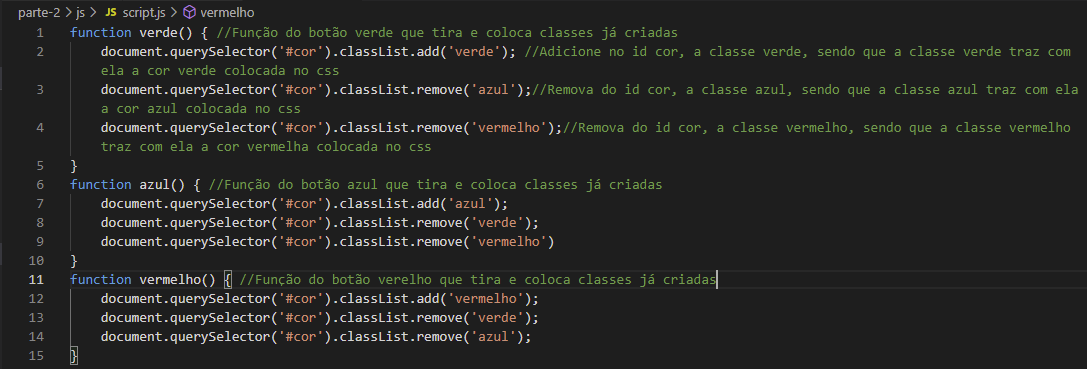 parte-2 > js > JS script.js > vermelho
1 function verde() { //Função do botão verde que tira e coloca classes já criadas
2 document.querySelector('#cor').classList.add('verde'); //Adicione no id cor, a classe verde, sendo que a classe verde traz com
ela a cor verde colocada no css
3 document.querySelector('#cor').classList.remove('azul');//Remova do id cor, a classe azul, sendo que a classe azul traz com ela
a cor azul colocada no css
4 document.querySelector('#cor').classList.remove('vermelho');//Remova do id cor, a classe vermelho, sendo que a classe vermelho
traz com ela a cor vermelha colocada no css
5 }
6 function azul() { //Função do botão azul que tira e coloca classes já criadas
7 document.querySelector('#cor').classList.add('azul');
8 document.querySelector('#cor').classList.remove('verde');
9 document.querySelector('#cor').classList.remove('vermelho')
10 }
11 function vermelho() { //Função do botão verelho que tira e coloca classes já criadas
12 document.querySelector('#cor').classList.add('vermelho');
13 document.querySelector('#cor').classList.remove('verde');
14 document.querySelector('#cor').classList.remove('azul');
15 }